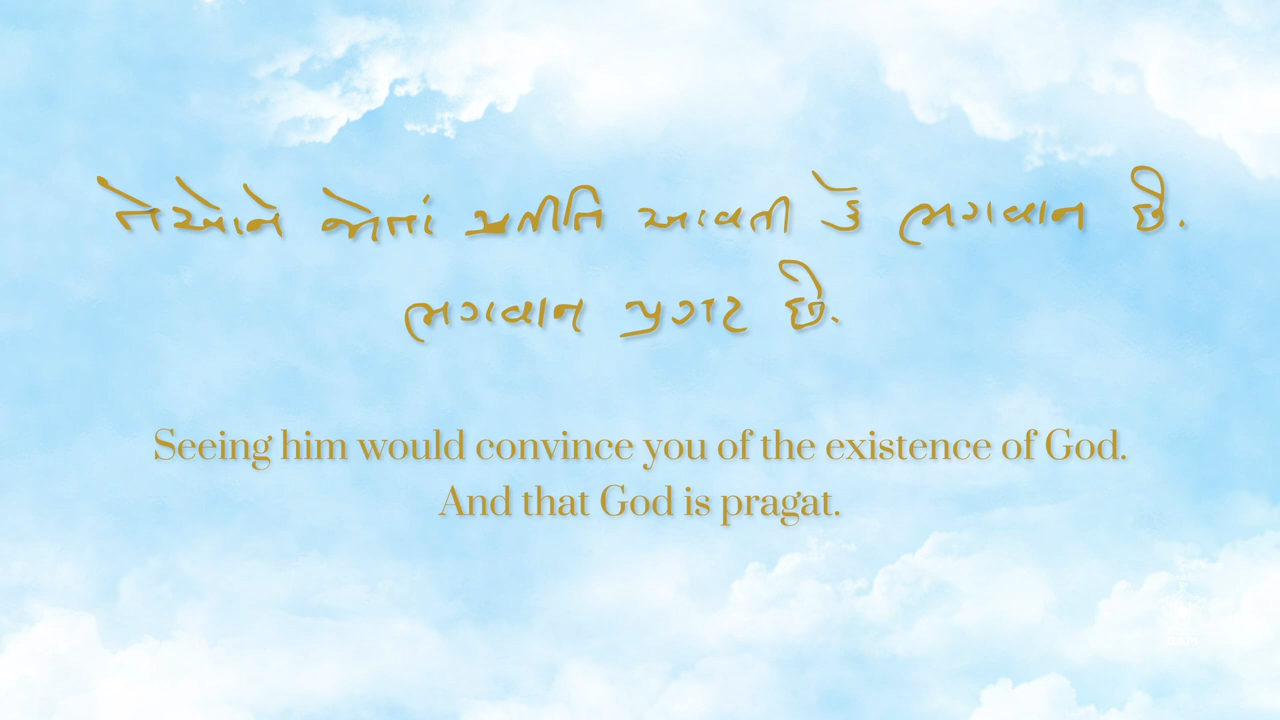 તેઓને જોતાં પ્રતીતિ આવતી કે ભગવાન છે.
ભગવાન પ્રગટ છે.
Seeing him would convince you of the existence of God.
And that God is pragat.